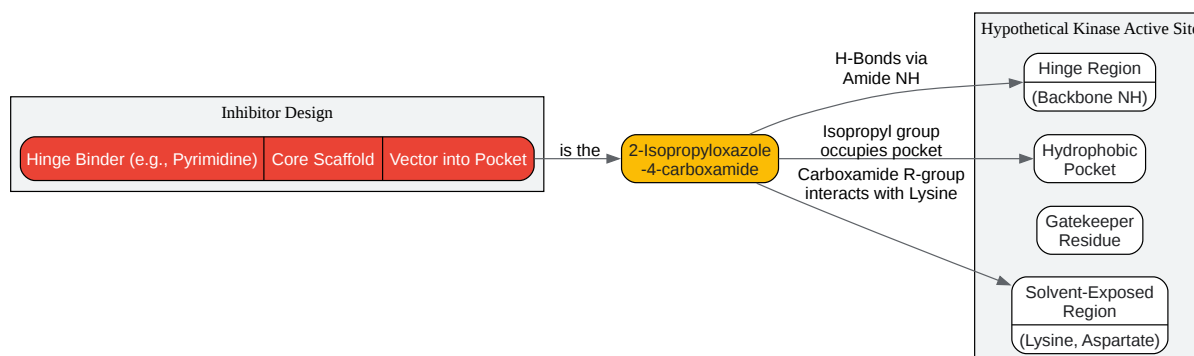 Inhibitor Design
Hinge Binder (e.g., Pyrimidine)
Core Scaffold
Vector into Pocket
is the
2-Isopropyloxazole
-4-carboxamide
H-Bonds via
Amide NH
Isopropyl group
occupies pocket
Carboxamide R-group
interacts with Lysine
Hypothetical Kinase Active Site
Hinge Region
(Backbone NH)
Hydrophobic
Pocket
Gatekeeper
Residue
Solvent-Exposed
Region
(Lysine, Aspartate)